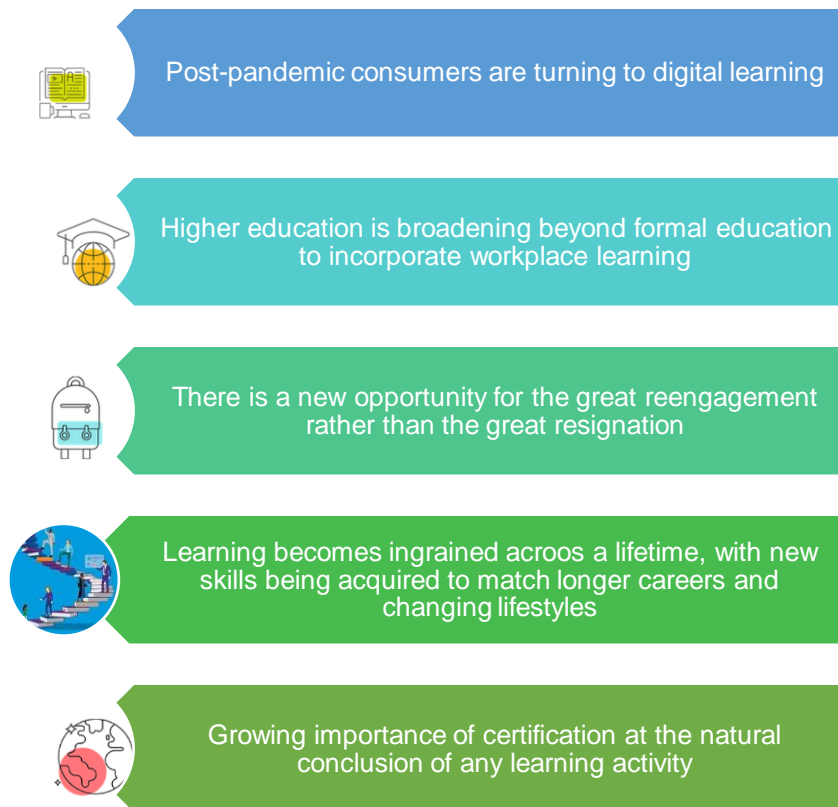 Post-pandemic consumers are turning to digital learning
Higher education is broadening beyond formal education
to incorporate workplace learning
There is a new opportunity for the great reengagement
rather than the great resignation
Learning becomes ingrained acroos a lifetime, with new
skills being acquired to match longer careers and
changing lifestyles
Growing importance of certification at the natural
conclusion of any learning activity